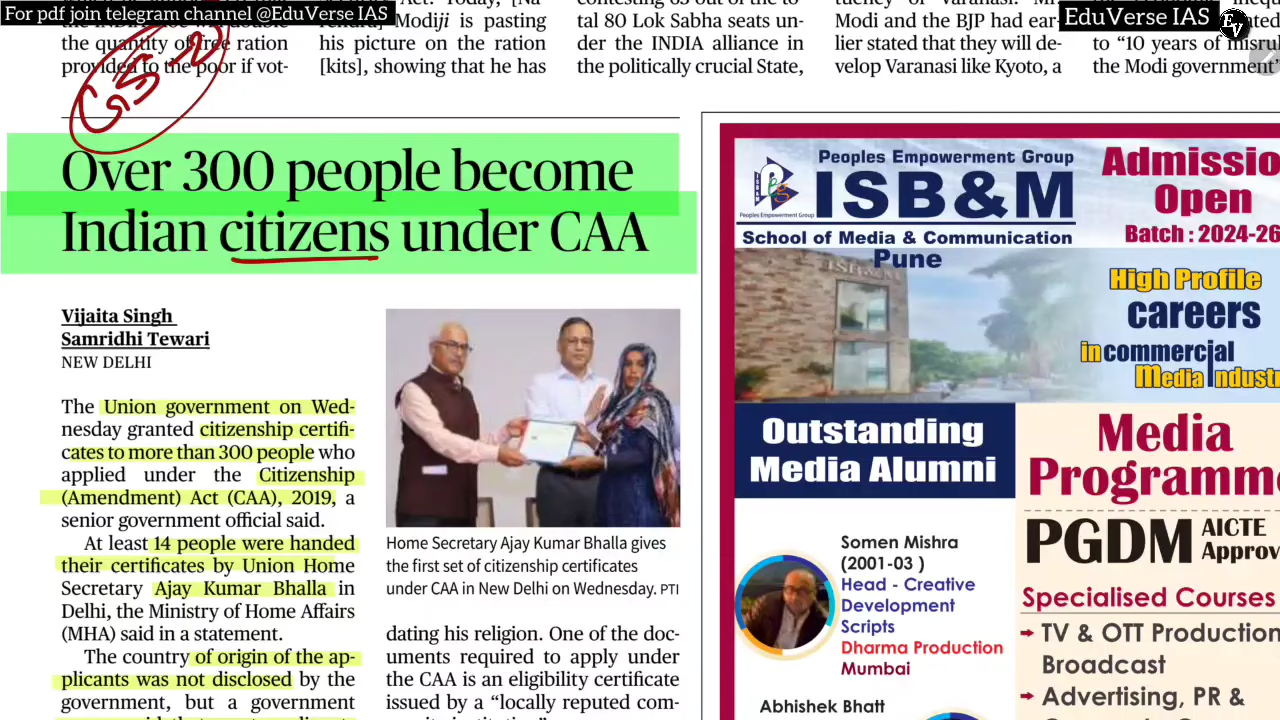 For pdf join telegram channel @EduVerse IAS
EduVerse IAS
the quantity of free ration
provided to the poor if vot-
Act. Today, [Na-
Modiji is pasting
his picture on the ration
[kits], showing that he has
tal 80 Lok Sabha seats un-
der the INDIA alliance in
the politically crucial State,
Modi and the BJP had ear-
lier stated that they will de-
velop Varanasi like Kyoto, a
to “10 years of misrul
the Modi government”
GS-2
Over 300 people become
Indian citizens under CAA
Vijaita Singh
Samridhi Tewari
NEW DELHI
The Union government on Wed-
nesday granted citizenship certifi-
cates to more than 300 people who
applied under the Citizenship
(Amendment) Act (CAA), 2019, a
senior government official said.
At least 14 people were handed
their certificates by Union Home
Secretary Ajay Kumar Bhalla in
Delhi, the Ministry of Home Affairs
(MHA) said in a statement.
The country of origin of the ap-
plicants was not disclosed by the
government, but a government
Home Secretary Ajay Kumar Bhalla gives
the first set of citizenship certificates
under CAA in New Delhi on Wednesday. PTI
dating his religion. One of the doc-
uments required to apply under
the CAA is an eligibility certificate
issued by a “locally reputed com-
Peoples Empowerment Group
ISB&M
Peoples Empowerment Group
School of Media & Communication
Pune
Admissio
Open
Batch : 2024-26
ISB&M
High Profile
careers
in commercial
Media Industr
Outstanding
Media Alumni
Media
Programme
PGDM AICTE
Approv
Somen Mishra
(2001-03 )
Head - Creative
Development
Scripts
Dharma Production
Mumbai
Abhishek Bhatt
Specialised Courses
TV & OTT Production
Broadcast
Advertising, PR &